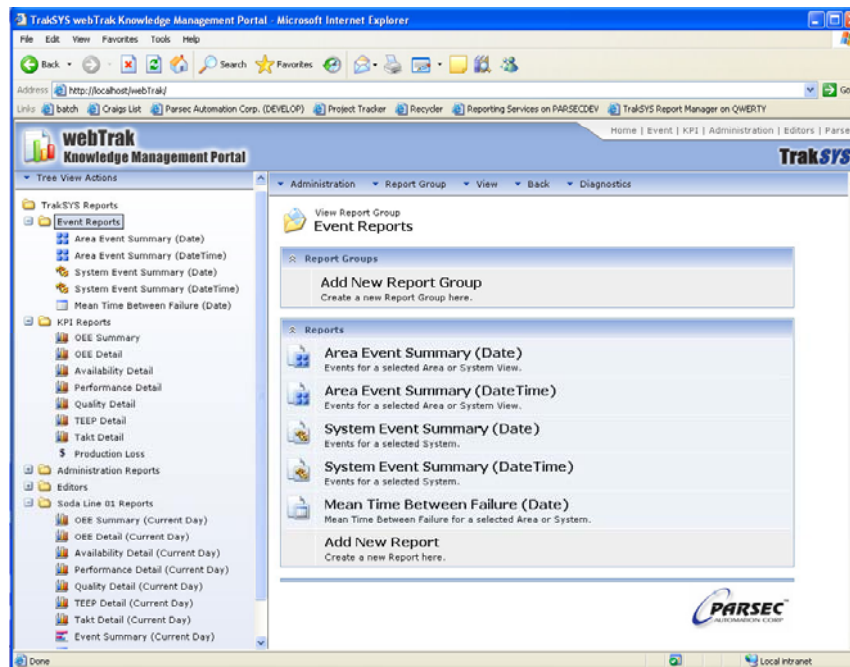 TrakSYS webTrak Knowledge Management Portal - Microsoft Internet Explorer
File Edit View Favorites Tools Help
Back Search Favorites
Address http://localhost/webTrak/ Go
Links batch Craigs List Parsec Automation Corp. (DEVELOP) Project Tracker Recycler Reporting Services on PARSECDEV TrakSYS Report Manager on QWERTY
webTrak
Knowledge Management Portal
Home | Event | KPI | Administration | Editors | Parse
TrakSYS
Tree View Actions
TrakSYS Reports
Event Reports
Area Event Summary (Date)
Area Event Summary (DateTime)
System Event Summary (Date)
System Event Summary (DateTime)
Mean Time Between Failure (Date)
KPI Reports
OEE Summary
OEE Detail
Availability Detail
Performance Detail
Quality Detail
TEEP Detail
Takt Detail
$ Production Loss
Administration Reports
Editors
Soda Line 01 Reports
OEE Summary (Current Day)
OEE Detail (Current Day)
Availability Detail (Current Day)
Performance Detail (Current Day)
Quality Detail (Current Day)
TEEP Detail (Current Day)
Takt Detail (Current Day)
Event Summary (Current Day)
Administration Report Group View Back Diagnostics
View Report Group
Event Reports
Report Groups
Add New Report Group
Create a new Report Group here.
Reports
Area Event Summary (Date)
Events for a selected Area or System View.
Area Event Summary (DateTime)
Events for a selected Area or System View.
System Event Summary (Date)
Events for a selected System.
System Event Summary (DateTime)
Events for a selected System.
Mean Time Between Failure (Date)
Mean Time Between Failure for a selected Area or System.
Add New Report
Create a new Report here.
PARSEC
AUTOMATION CORP
Done
Local intranet